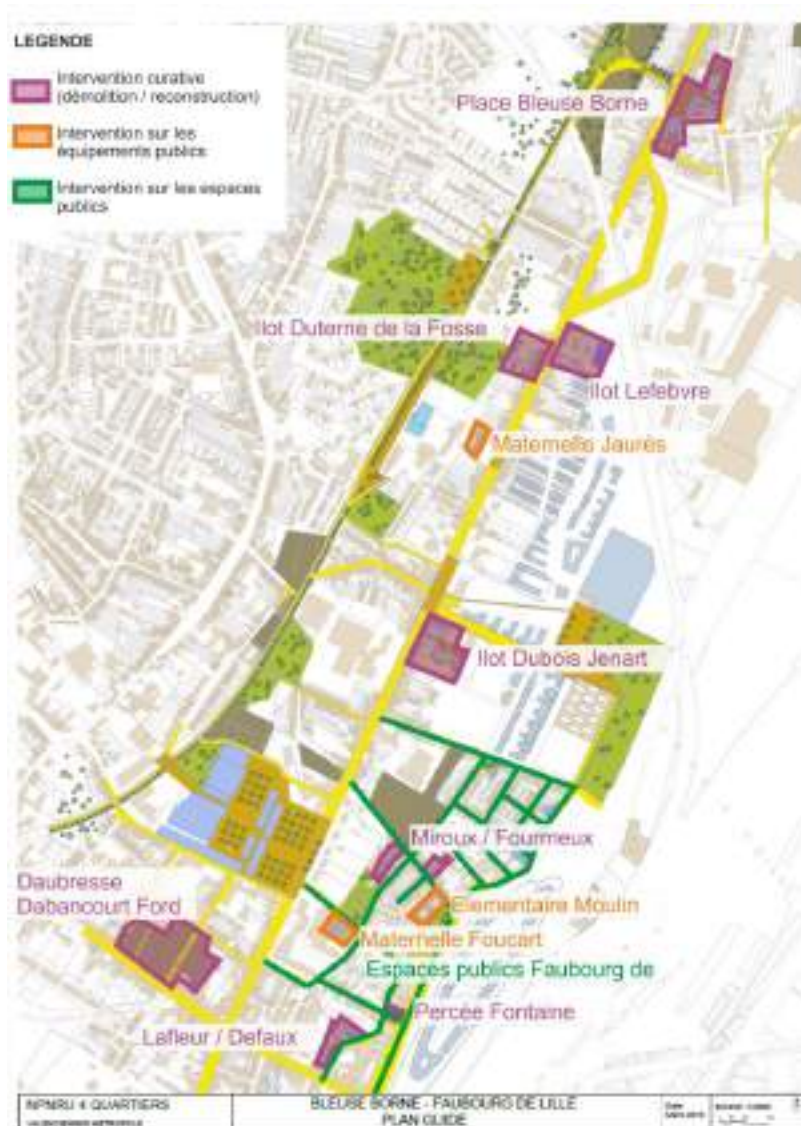 LEGENDE
Intervention curative
(démolition / reconstruction)
Intervention sur les
équipements publics
Intervention sur les espaces
publics
Place Bleuse Borne
Ilot Duterne de la Fosse
Ilot Lefebvre
Maternelle Jaurès
Ilot Dubois Jenart
Miroux / Fourmeux
Daubresse
Dabancourt Ford
Elementaire Moulin
Maternelle Foucart
Espaces publics Faubourg de
Percée Fontaine
Lafleur / Defaux
NPNRU 4 QUARTIERS
BLEUSE BORNE - FAUBOURG DE LILLE
PLAN GUIDE